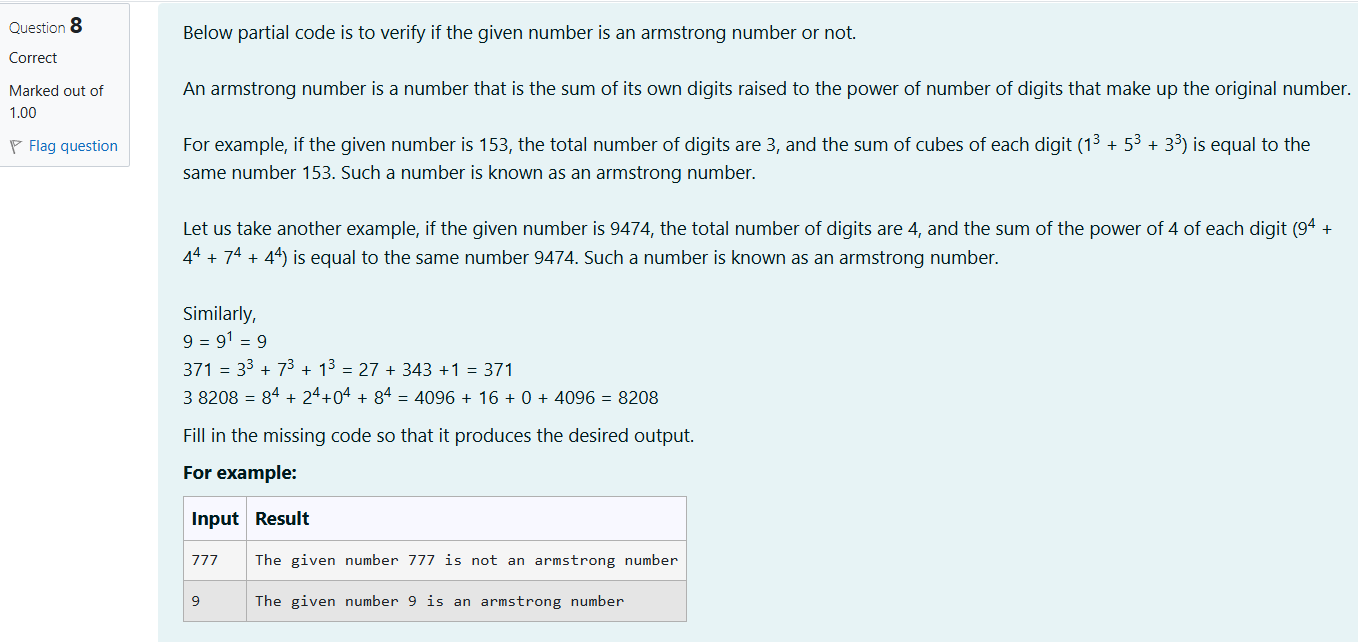 Question 8
Correct
Marked out of
1.00
Flag question
Below partial code is to verify if the given number is an armstrong number or not.
An armstrong number is a number that is the sum of its own digits raised to the power of number of digits that make up the original number.
For example, if the given number is 153, the total number of digits are 3, and the sum of cubes of each digit (1³ + 5³ + 3³) is equal to the
same number 153. Such a number is known as an armstrong number.
Let us take another example, if the given number is 9474, the total number of digits are 4, and the sum of the power of 4 of each digit (9⁴ +
4⁴ + 7⁴ + 4⁴) is equal to the same number 9474. Such a number is known as an armstrong number.
Similarly,
9 = 9¹ = 9
371 = 3³ + 7³ + 1³ = 27 + 343 +1 = 371
3 8208 = 8⁴ + 2⁴+0⁴ + 8⁴ = 4096 + 16 + 0 + 4096 = 8208
Fill in the missing code so that it produces the desired output.
For example:
Input Result
777 The given number 777 is not an armstrong number
9 The given number 9 is an armstrong number